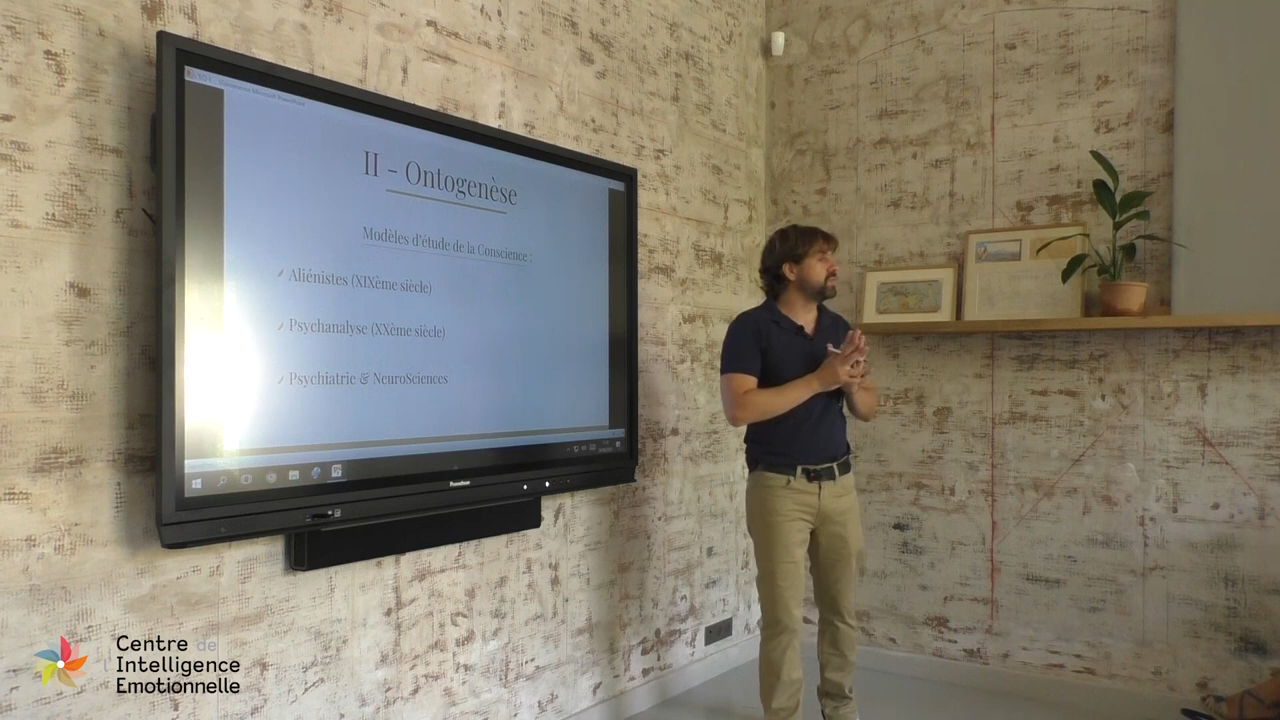 II - Ontogenèse
Modèles d'étude de la Conscience :
Aliénistes (XIXème siècle)
Psychanalyse (XXème siècle)
Psychiatrie & NeuroSciences
Promethean
Centre de
l'Intelligence
Emotionnelle